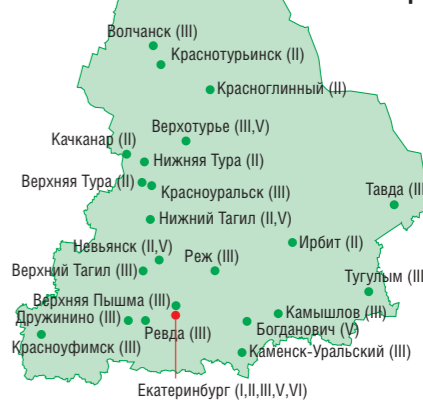 Волчанск (III)
Краснотурьинск (II)
Красноглинный (II)
Верхотурье (III,V)
Качканар (II)
Нижняя Тура (II)
Верхняя Тура (II)
Красноуральск (III)
Тавда (III
Нижний Тагил (II,V)
Ирбит (II)
Невьянск (II,V)
Реж (III)
Верхний Тагил (III)
Тугулым (III
Верхняя Пышма (III)
Камышлов (III)
Дружинино (III)
Ревда (III)
Богданович (V)
Красноуфимск (III)
Каменск-Уральский (III)
Екатеринбург (I,II,III,V,VI)